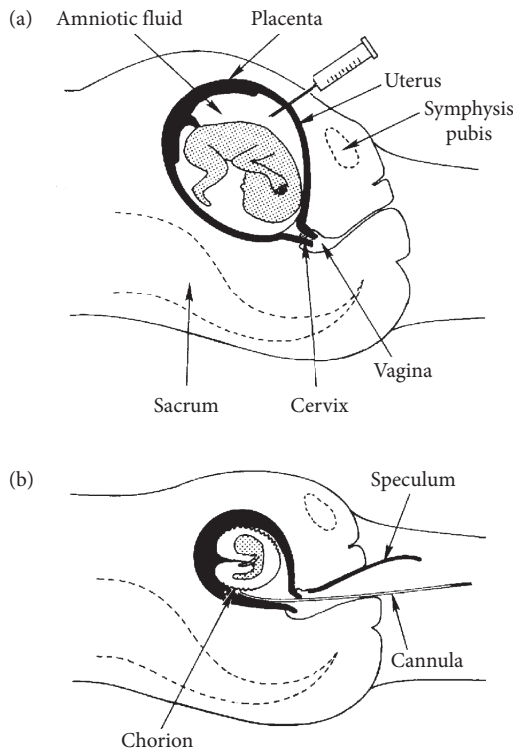 (a)
Amniotic fluid
Placenta
Uterus
Symphysis
pubis
Vagina
Sacrum
Cervix
(b)
Speculum
Cannula
Chorion